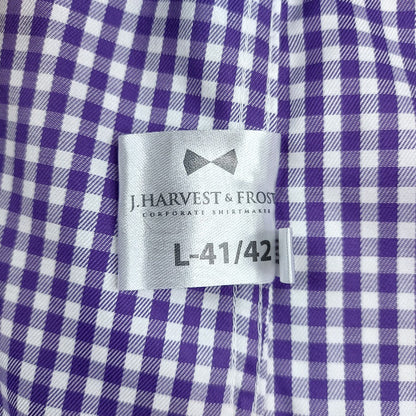 J.HARVEST & FROST
CORPORATE SHIRTMAKER
L-41/42